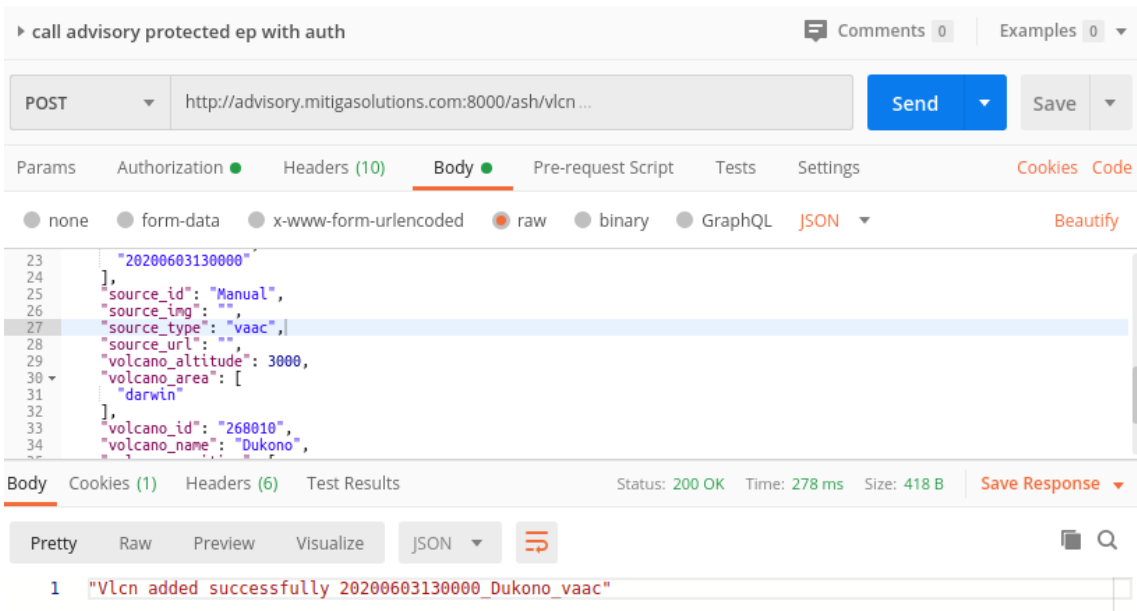 call advisory protected ep with auth Comments 0 Examples 0
POST http://advisory.mitigasolutions.com:8000/ash/vlcn ... Send Save
Params Authorization Headers (10) Body Pre-request Script Tests Settings Cookies Code
none form-data x-www-form-urlencoded raw binary GraphQL JSON Beautify
23 "20200603130000"
24 ],
25 "source_id": "Manual",
26 "source_img": "",
27 "source_type": "vaac",
28 "source_url": "",
29 "volcano_altitude": 3000,
30 "volcano_area": [
31 "darwin"
32 ],
33 "volcano_id": "268010",
34 "volcano_name": "Dukono",
Body Cookies (1) Headers (6) Test Results Status: 200 OK Time: 278 ms Size: 418 B Save Response
Pretty Raw Preview Visualize JSON
1 "Vlcn added successfully 20200603130000_Dukono_vaac"